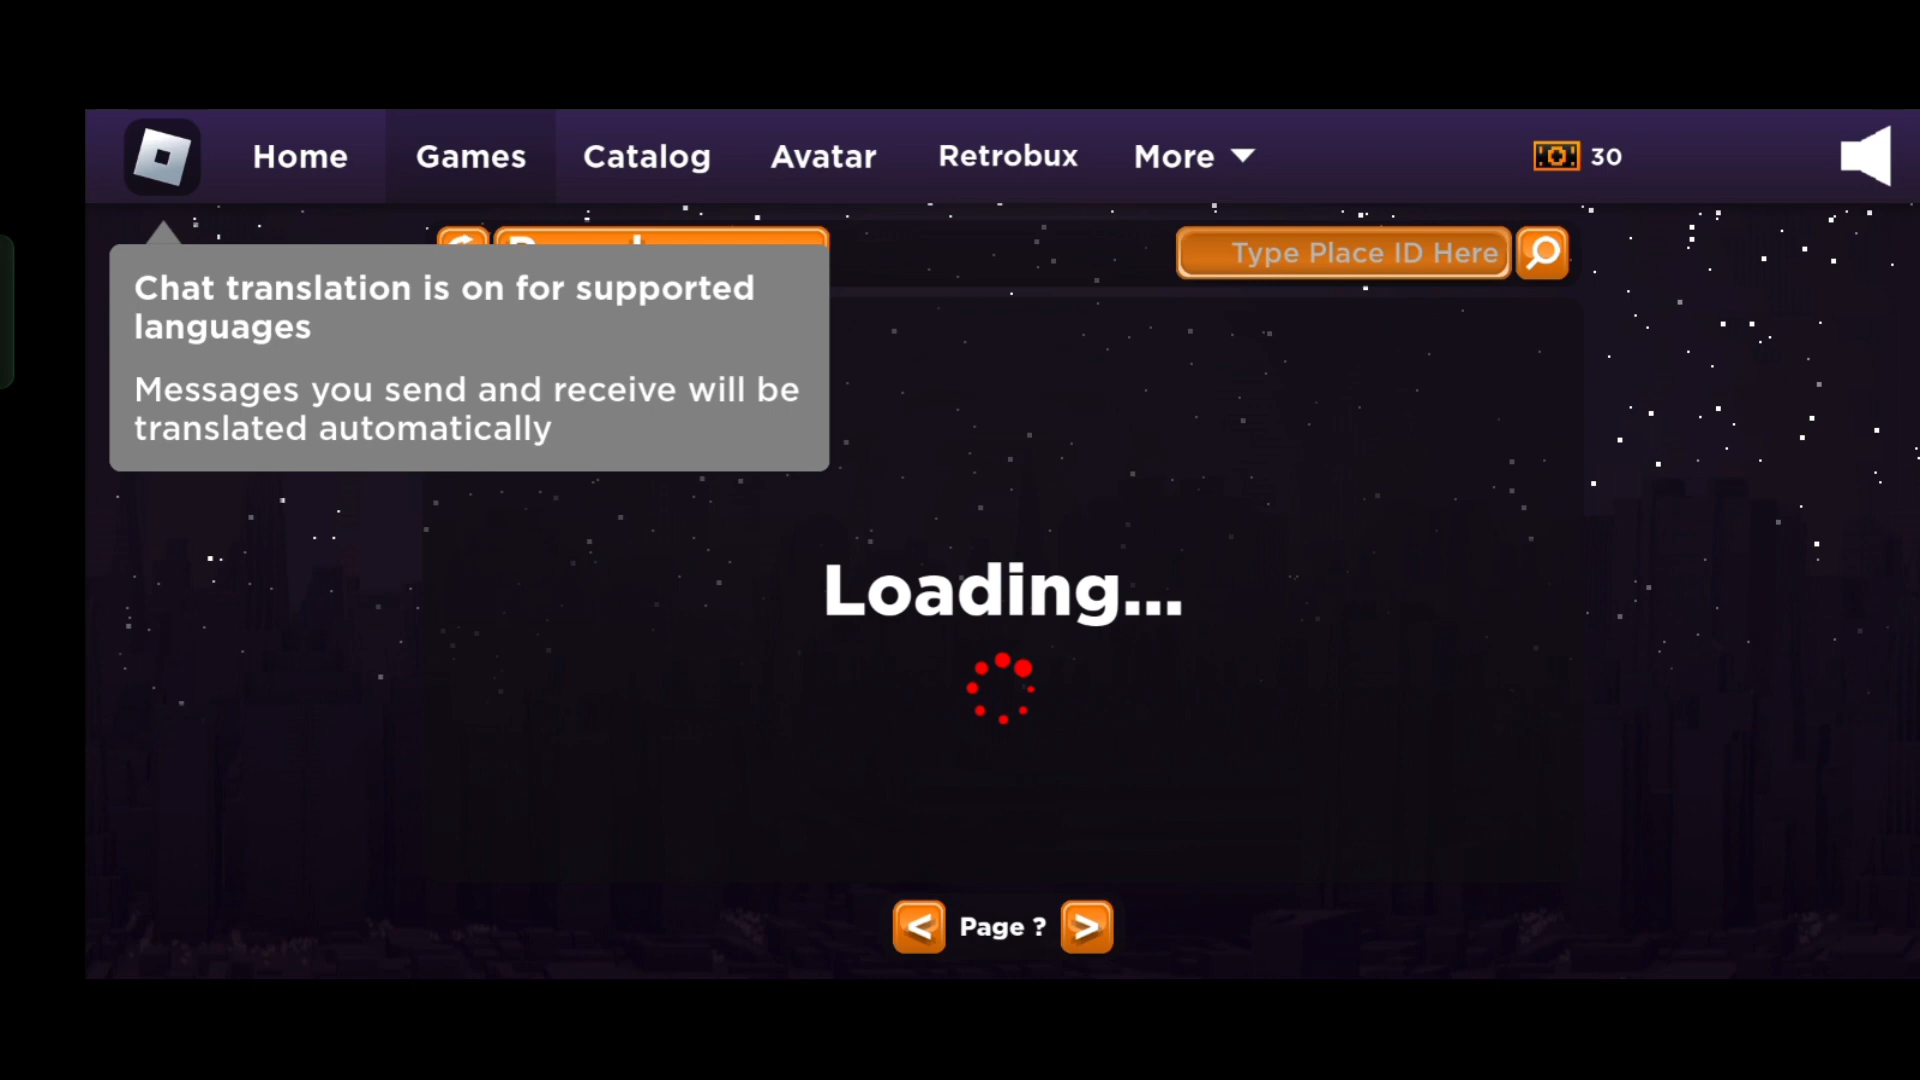 Home Games Catalog Avatar Retrobux More 30
Type Place ID Here
Chat translation is on for supported
languages
Messages you send and receive will be
translated automatically
Loading...
< Page ? >